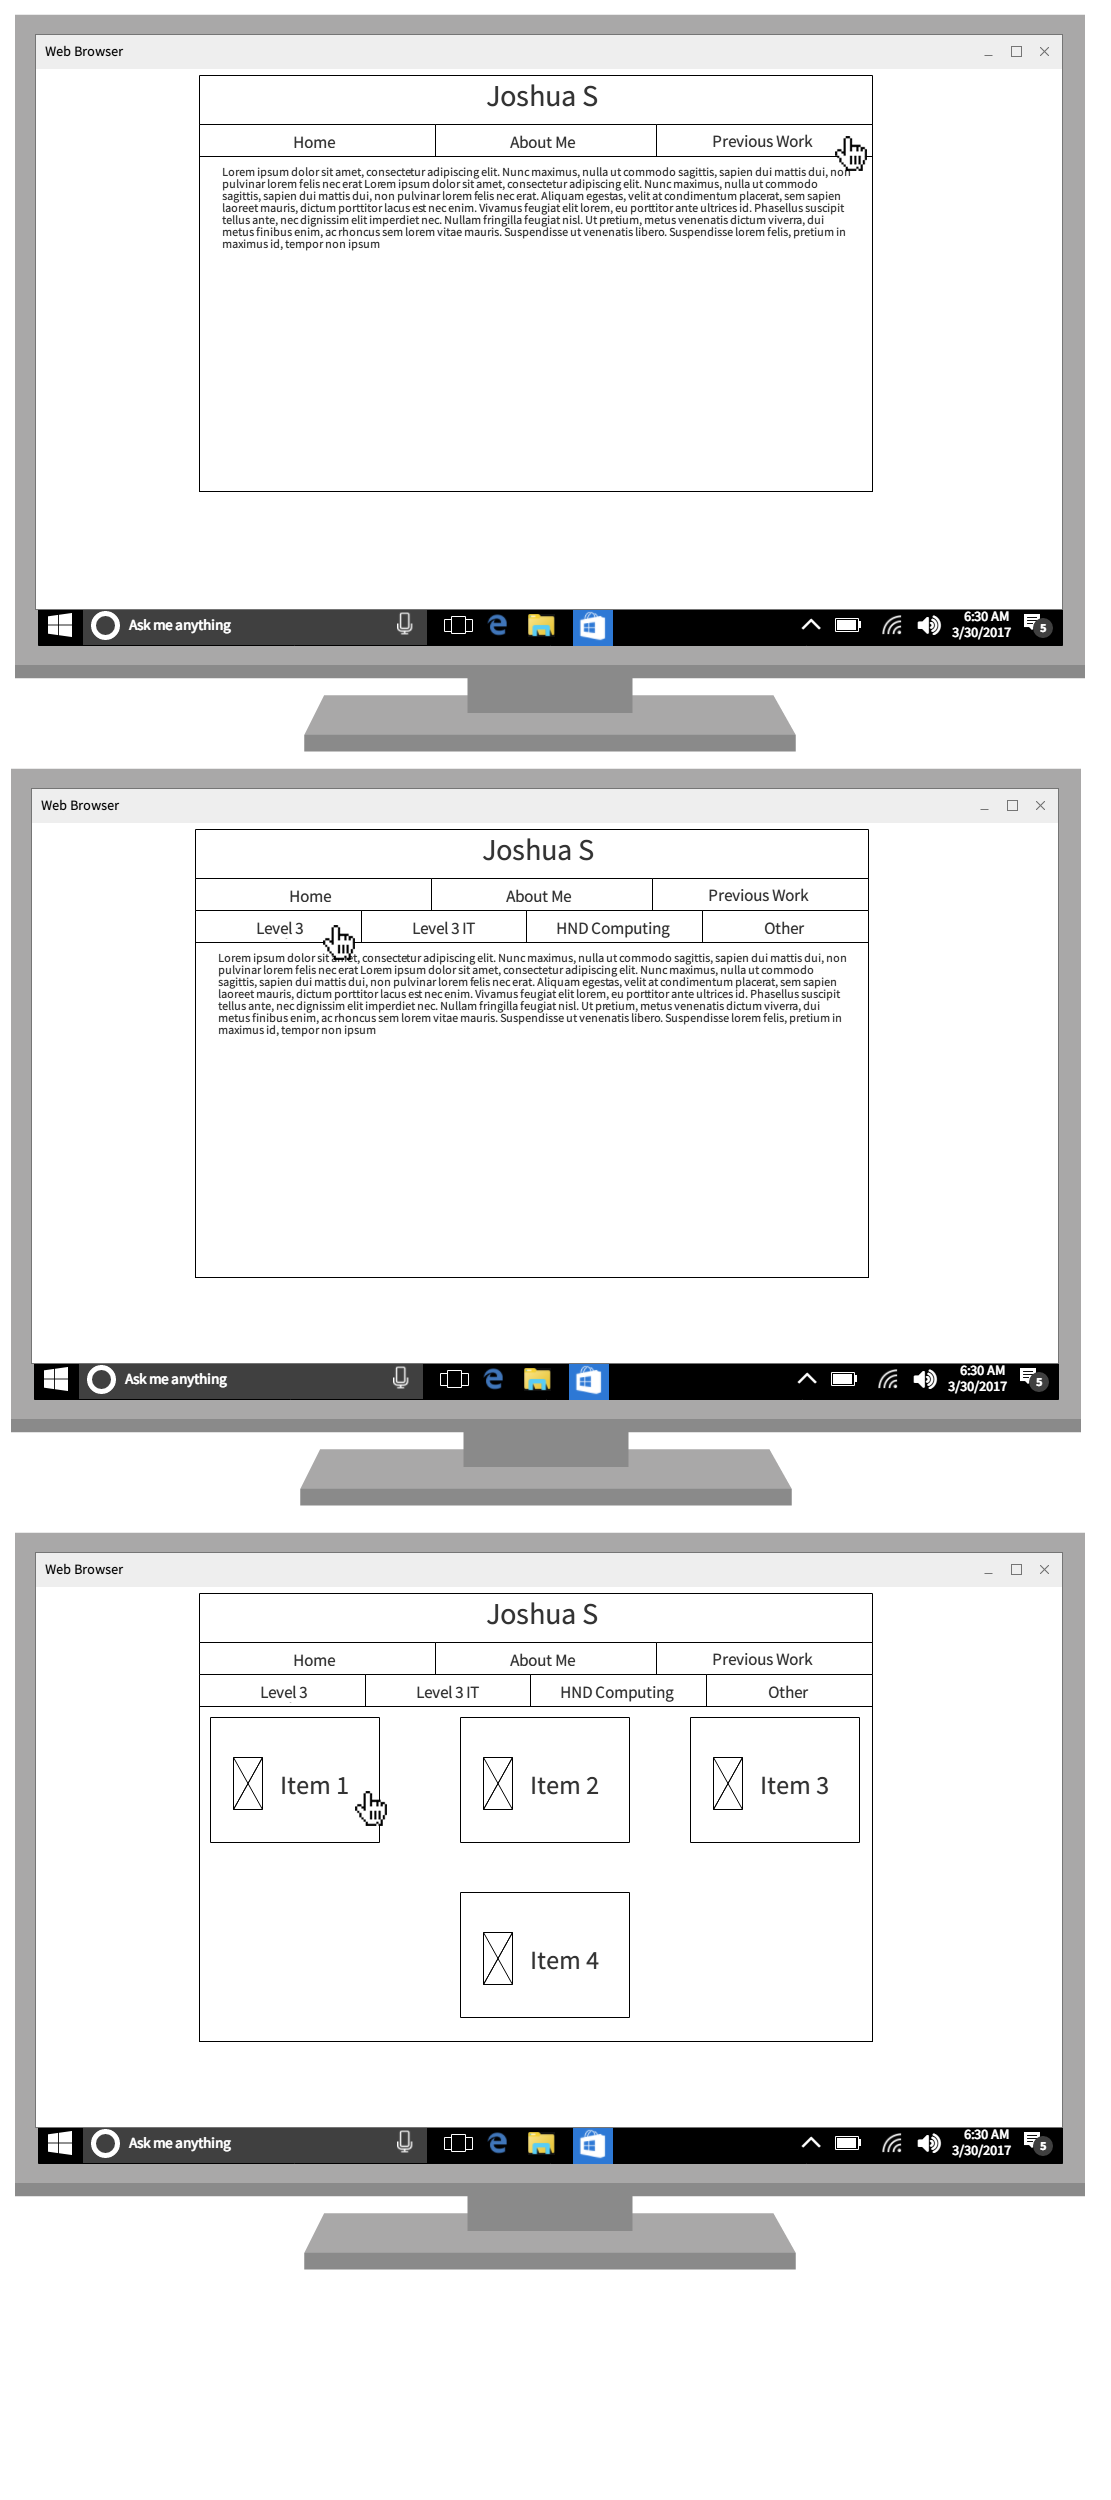 Web Browser
Joshua S
Home About Me Previous Work
Lorem ipsum dolor sit amet, consectetur adipiscing elit. Nunc maximus, nulla ut commodo sagittis, sapien dui mattis dui, non
pulvinar lorem felis nec erat Lorem ipsum dolor sit amet, consectetur adipiscing elit. Nunc maximus, nulla ut commodo
sagittis, sapien dui mattis dui, non pulvinar lorem felis nec erat. Aliquam egestas, velit at condimentum placerat, sem sapien
laoreet mauris, dictum porttitor lacus est nec enim. Vivamus feugiat elit lorem, eu porttitor ante ultrices id. Phasellus suscipit
tellus ante, nec dignissim elit imperdiet nec. Nullam fringilla feugiat nisl. Ut pretium, metus venenatis dictum viverra, dui
metus finibus enim, ac rhoncus sem lorem vitae mauris. Suspendisse ut venenatis libero. Suspendisse lorem felis, pretium in
maximus id, tempor non ipsum
Ask me anything
6:30 AM
3/30/2017
5
Web Browser
Joshua S
Home About Me Previous Work
Level 3 Level 3 IT HND Computing Other
Lorem ipsum dolor sit amet, consectetur adipiscing elit. Nunc maximus, nulla ut commodo sagittis, sapien dui mattis dui, non
pulvinar lorem felis nec erat Lorem ipsum dolor sit amet, consectetur adipiscing elit. Nunc maximus, nulla ut commodo
sagittis, sapien dui mattis dui, non pulvinar lorem felis nec erat. Aliquam egestas, velit at condimentum placerat, sem sapien
laoreet mauris, dictum porttitor lacus est nec enim. Vivamus feugiat elit lorem, eu porttitor ante ultrices id. Phasellus suscipit
tellus ante, nec dignissim elit imperdiet nec. Nullam fringilla feugiat nisl. Ut pretium, metus venenatis dictum viverra, dui
metus finibus enim, ac rhoncus sem lorem vitae mauris. Suspendisse ut venenatis libero. Suspendisse lorem felis, pretium in
maximus id, tempor non ipsum
Ask me anything
6:30 AM
3/30/2017
5
Web Browser
Joshua S
Home About Me Previous Work
Level 3 Level 3 IT HND Computing Other
Item 1 Item 2 Item 3
Item 4
Ask me anything
6:30 AM
3/30/2017
5